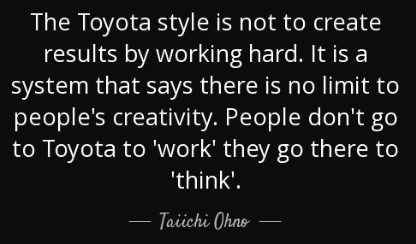 The Toyota style is not to create
results by working hard. It is a
system that says there is no limit to
people's creativity. People don't go
to Toyota to 'work' they go there to
'think'.
Taiichi Ohno